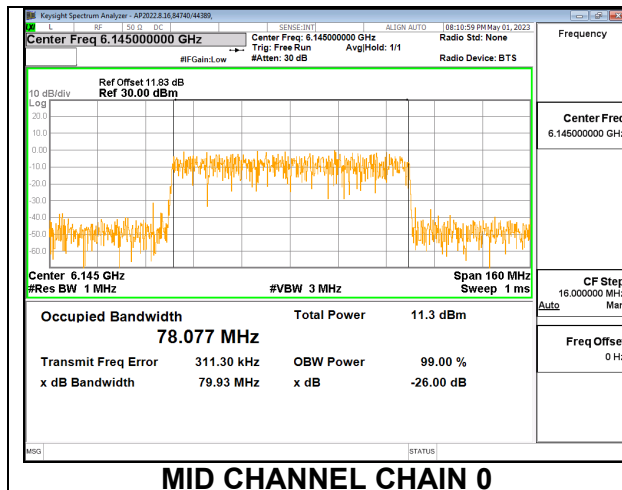 Keysight Spectrum Analyzer - AP2022.8.16,84740/44389,
L RF 50 Ω DC SENSE:INT ALIGN AUTO 08:10:59 PM May 01, 2023
Center Freq 6.145000000 GHz
Center Freq: 6.145000000 GHz
Radio Std: None
Trig: Free Run Avg|Hold: 1/1
#IFGain:Low #Atten: 30 dB Radio Device: BTS
Frequency
Ref Offset 11.83 dB
10 dB/div Ref 30.00 dBm
Log
20.0
10.0
0.00
-10.0
-20.0
-30.0
-40.0
-50.0
-60.0
Center 6.145 GHz Span 160 MHz
#Res BW 1 MHz #VBW 3 MHz Sweep 1 ms
Center Freq
6.145000000 GHz
CF Step
16.000000 MHz
Auto Man
Freq Offset
0 Hz
Occupied Bandwidth Total Power 11.3 dBm
78.077 MHz
Transmit Freq Error 311.30 kHz OBW Power 99.00 %
x dB Bandwidth 79.93 MHz x dB -26.00 dB
MSG STATUS
MID CHANNEL CHAIN 0